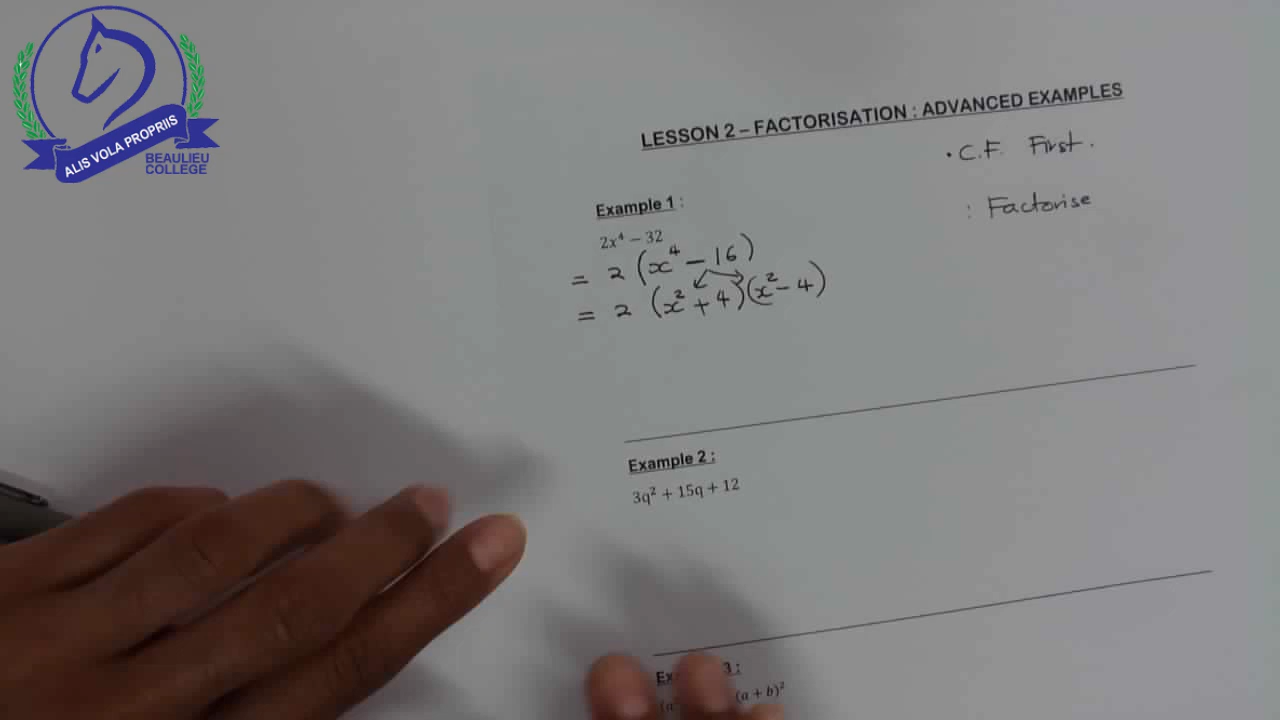 ALIS VOLA PROPRIIS
BEAULIEU
COLLEGE
LESSON 2 – FACTORISATION : ADVANCED EXAMPLES
• C.F. First.
: Factorise
Example 1 :
2x⁴ − 32
= 2 (x⁴ − 16)
= 2 (x² + 4)(x² − 4)
Example 2 :
3q² + 15q + 12
3 :
(a + b)²